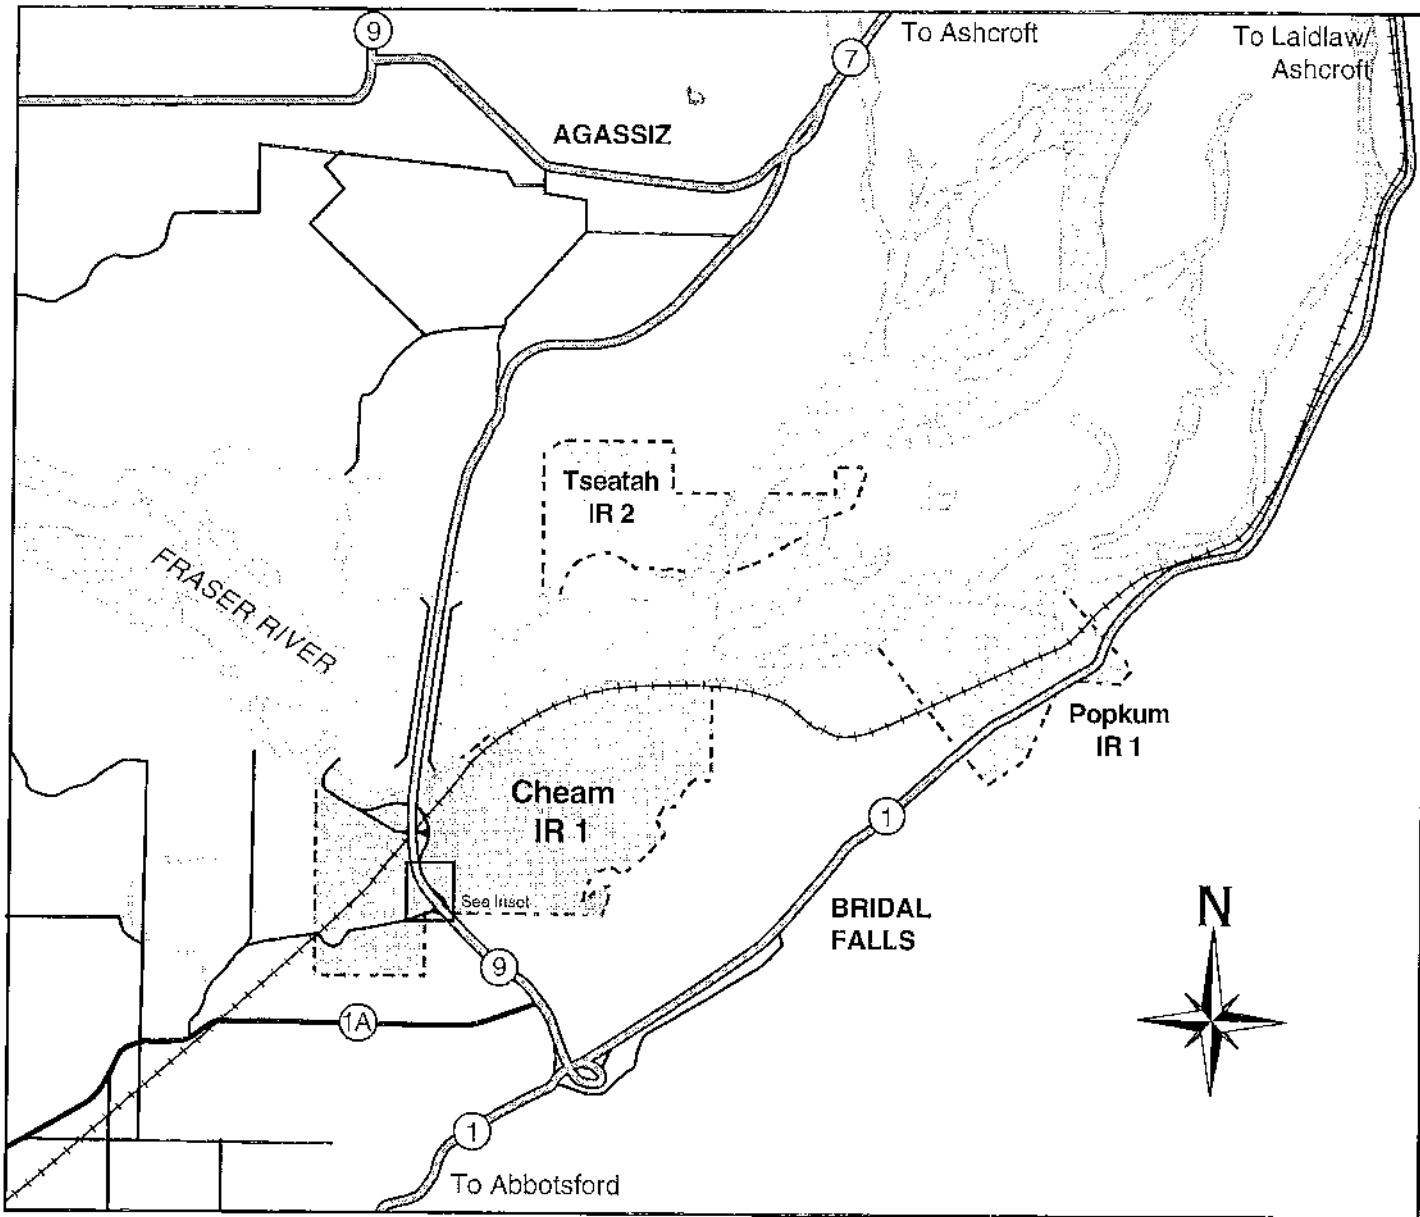 9
7
To Ashcroft
To Laidlaw/
Ashcroft
AGASSIZ
Tseatah
IR 2
FRASER RIVER
Popkum
IR 1
Cheam
IR 1
1
See Inset
BRIDAL
FALLS
N
9
1A
1
To Abbotsford